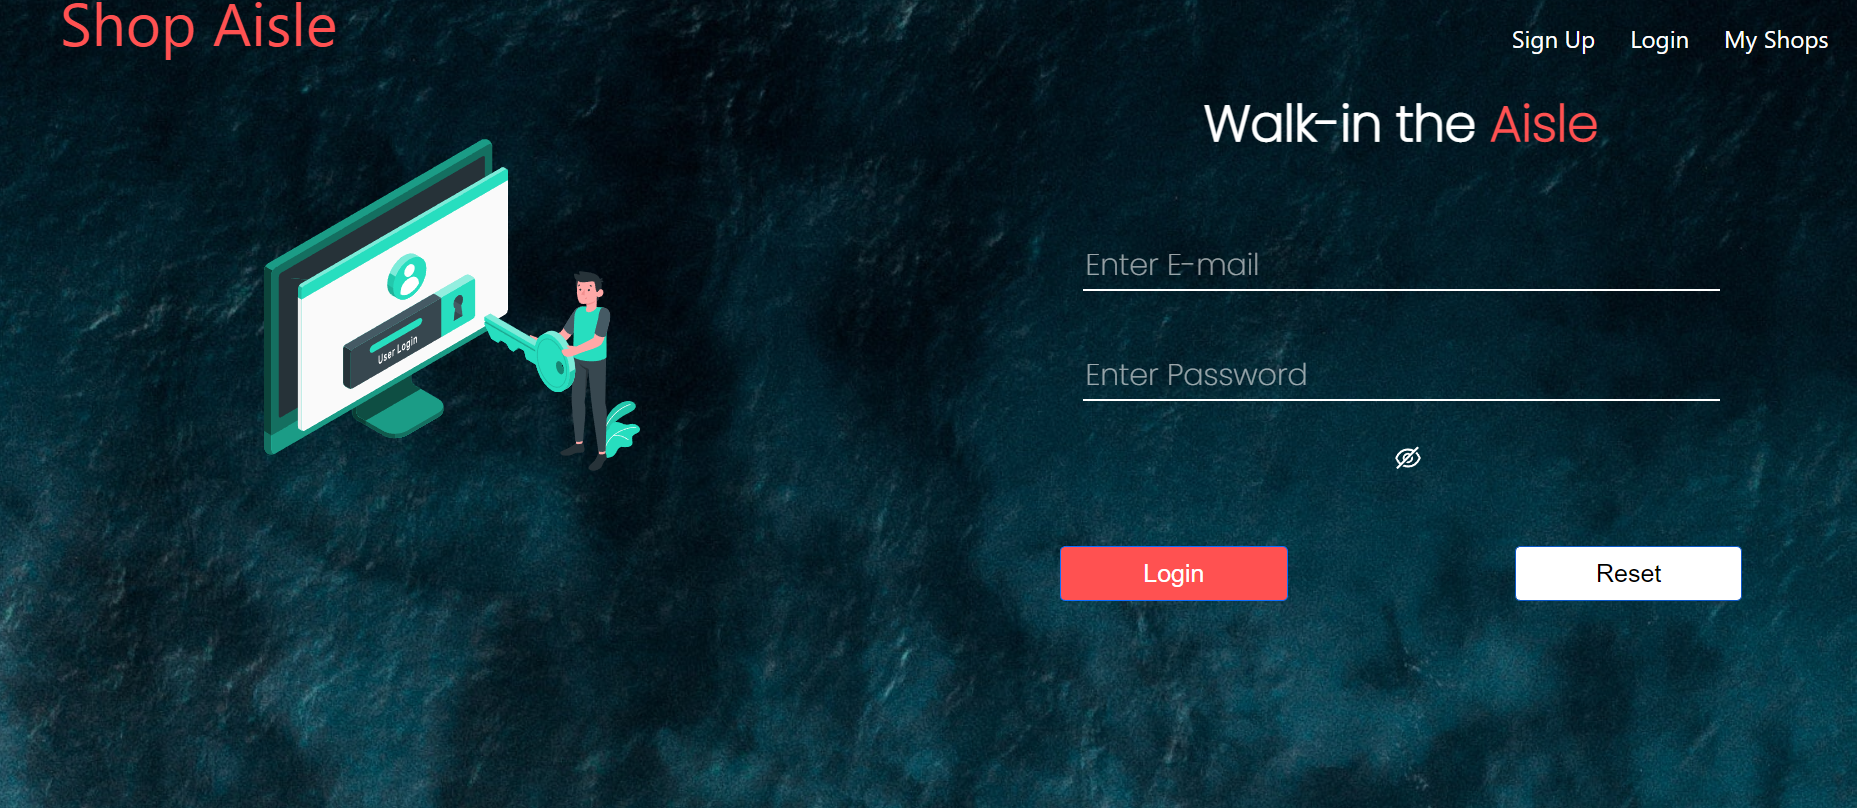 Shop Aisle
Sign Up Login My Shops
Walk-in the Aisle
User Login
Enter E-mail
Enter Password
Login Reset